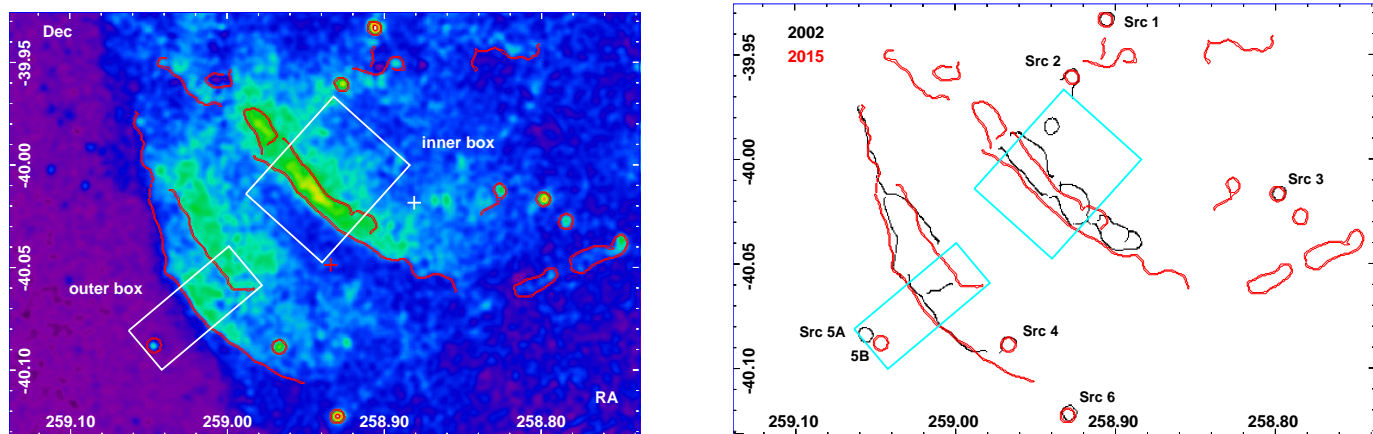 Dec
inner box
outer box
RA
-39.95
-40.00
-40.05
-40.10
259.10
259.00
258.90
258.80
2002
2015
Src 1
Src 2
Src 3
Src 4
Src 5A
5B
Src 6
-39.95
-40.00
-40.05
-40.10
259.10
259.00
258.90
258.80